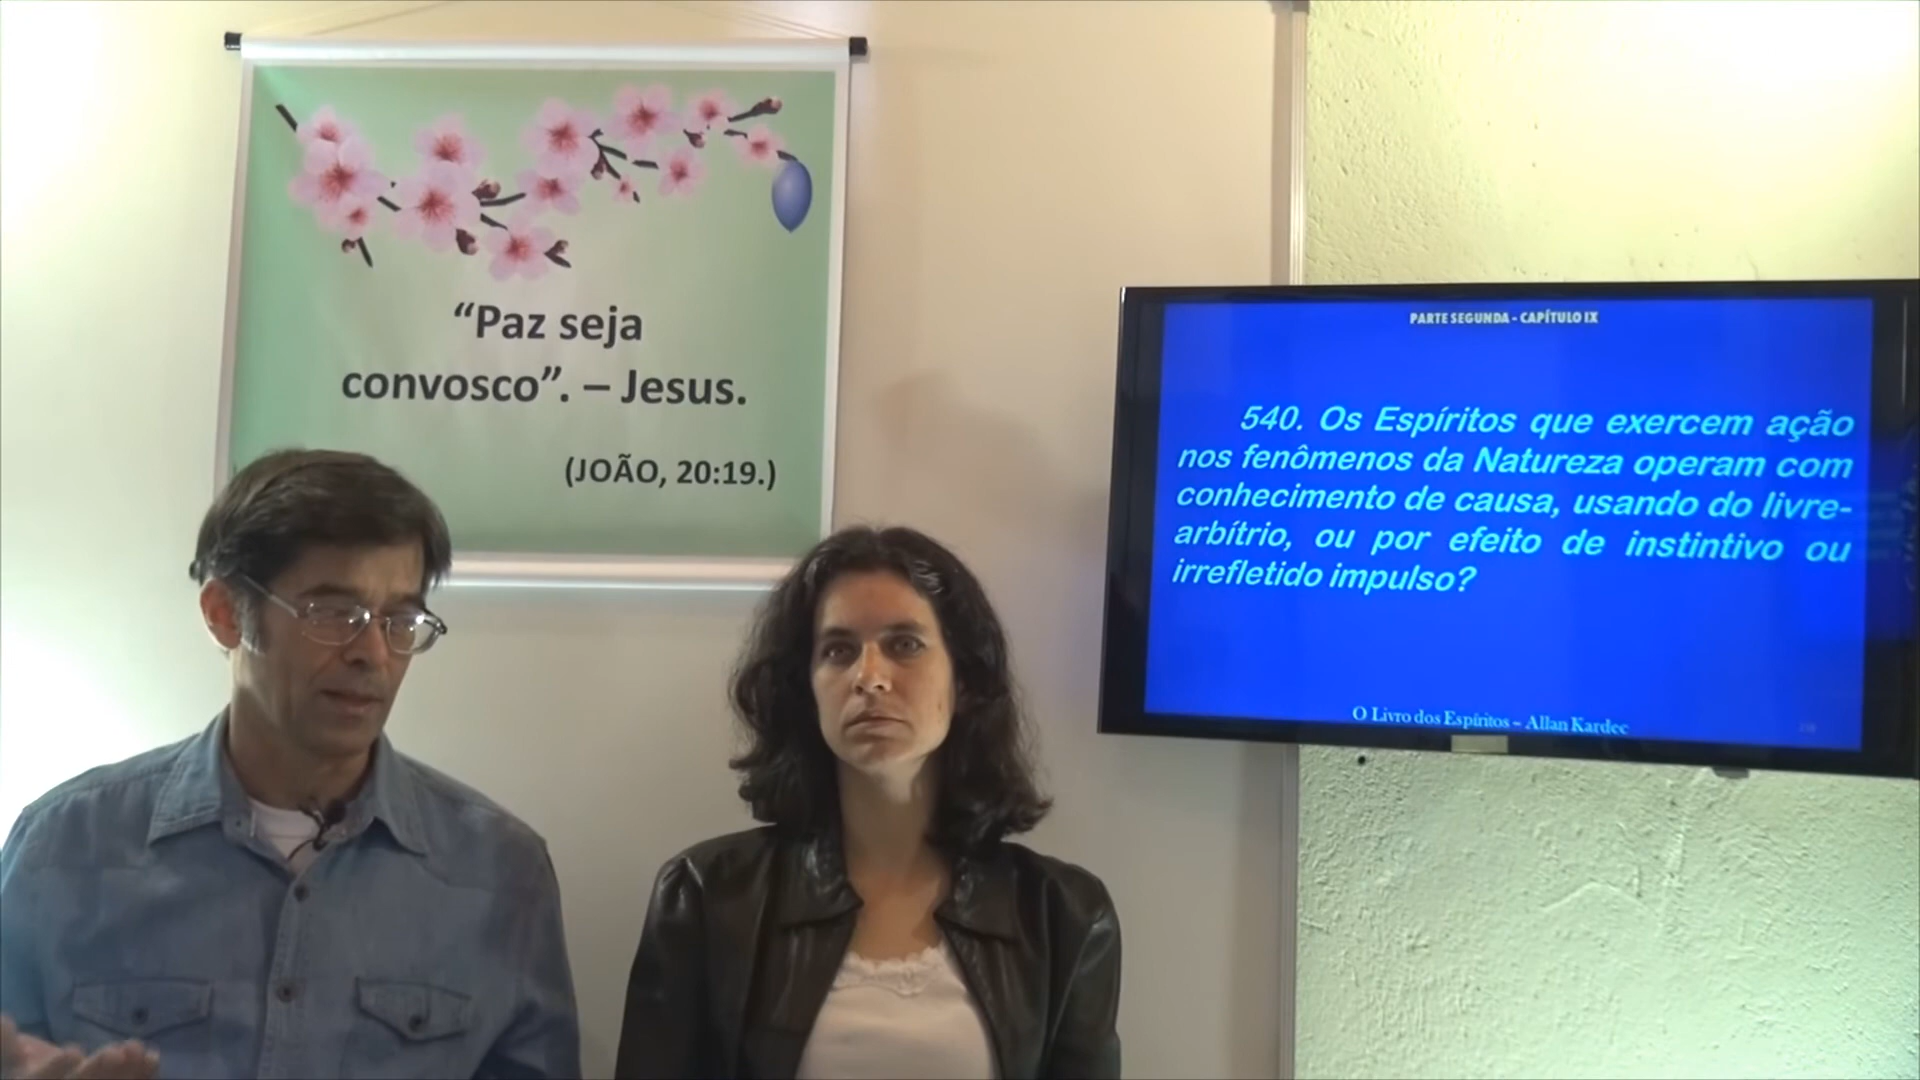 “Paz seja
convosco”. – Jesus.
(JOÃO, 20:19.)
PARTE SEGUNDA - CAPÍTULO IX
540. Os Espíritos que exercem ação
nos fenômenos da Natureza operam com
conhecimento de causa, usando do livre-
arbítrio, ou por efeito de instintivo ou
irrefletido impulso?
O Livro dos Espíritos – Allan Kardec